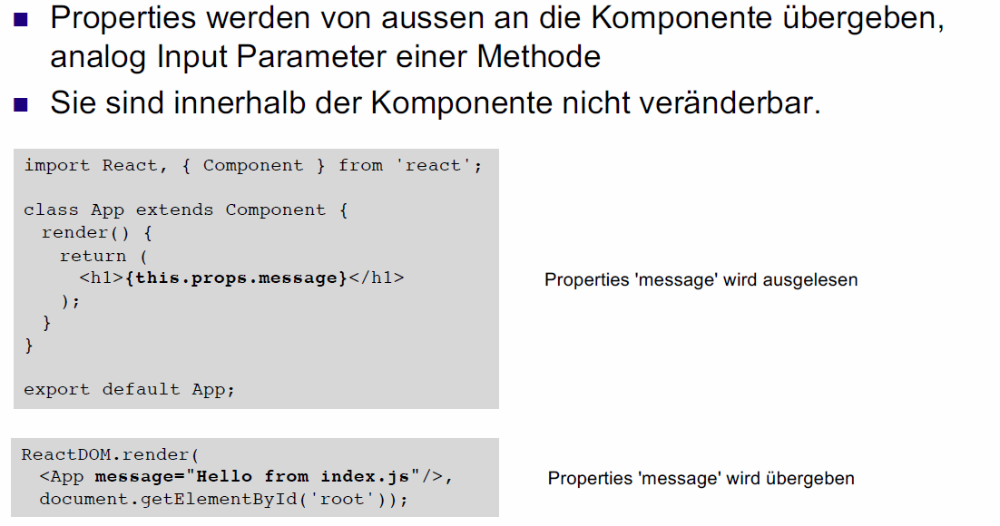 Properties werden von aussen an die Komponente übergeben,
analog Input Parameter einer Methode
Sie sind innerhalb der Komponente nicht veränderbar.
import React, { Component } from 'react';
class App extends Component {
render() {
return (
<h1>{this.props.message}</h1>
Properties 'message' wird ausgelesen
);
}
}
export default App;
ReactDOM.render(
<App message="Hello from index.js"/>,
Properties 'message' wird übergeben
document.getElementById('root'));